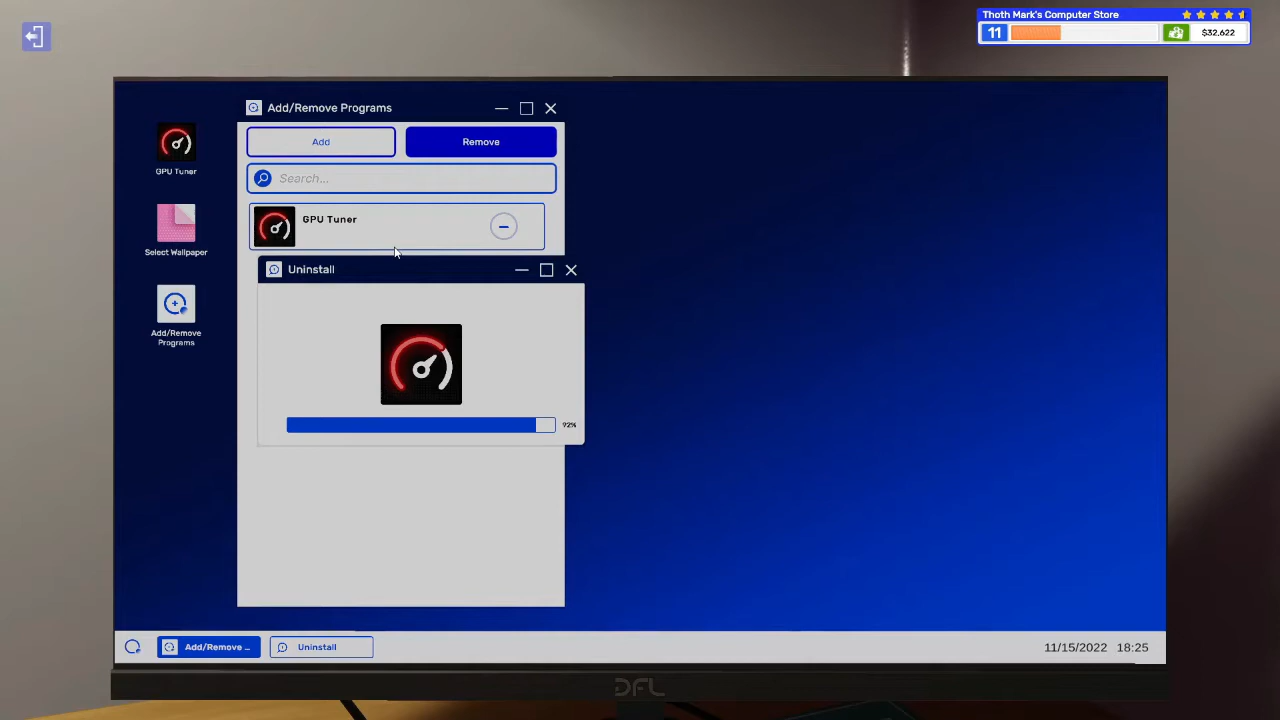 Thoth Mark's Computer Store
11
$32,622
Add/Remove Programs
Add
Remove
Search...
GPU Tuner
GPU Tuner
Select Wallpaper
Add/Remove
Programs
Uninstall
92%
Add/Remove ...
Uninstall
11/15/2022 18:25
DFL